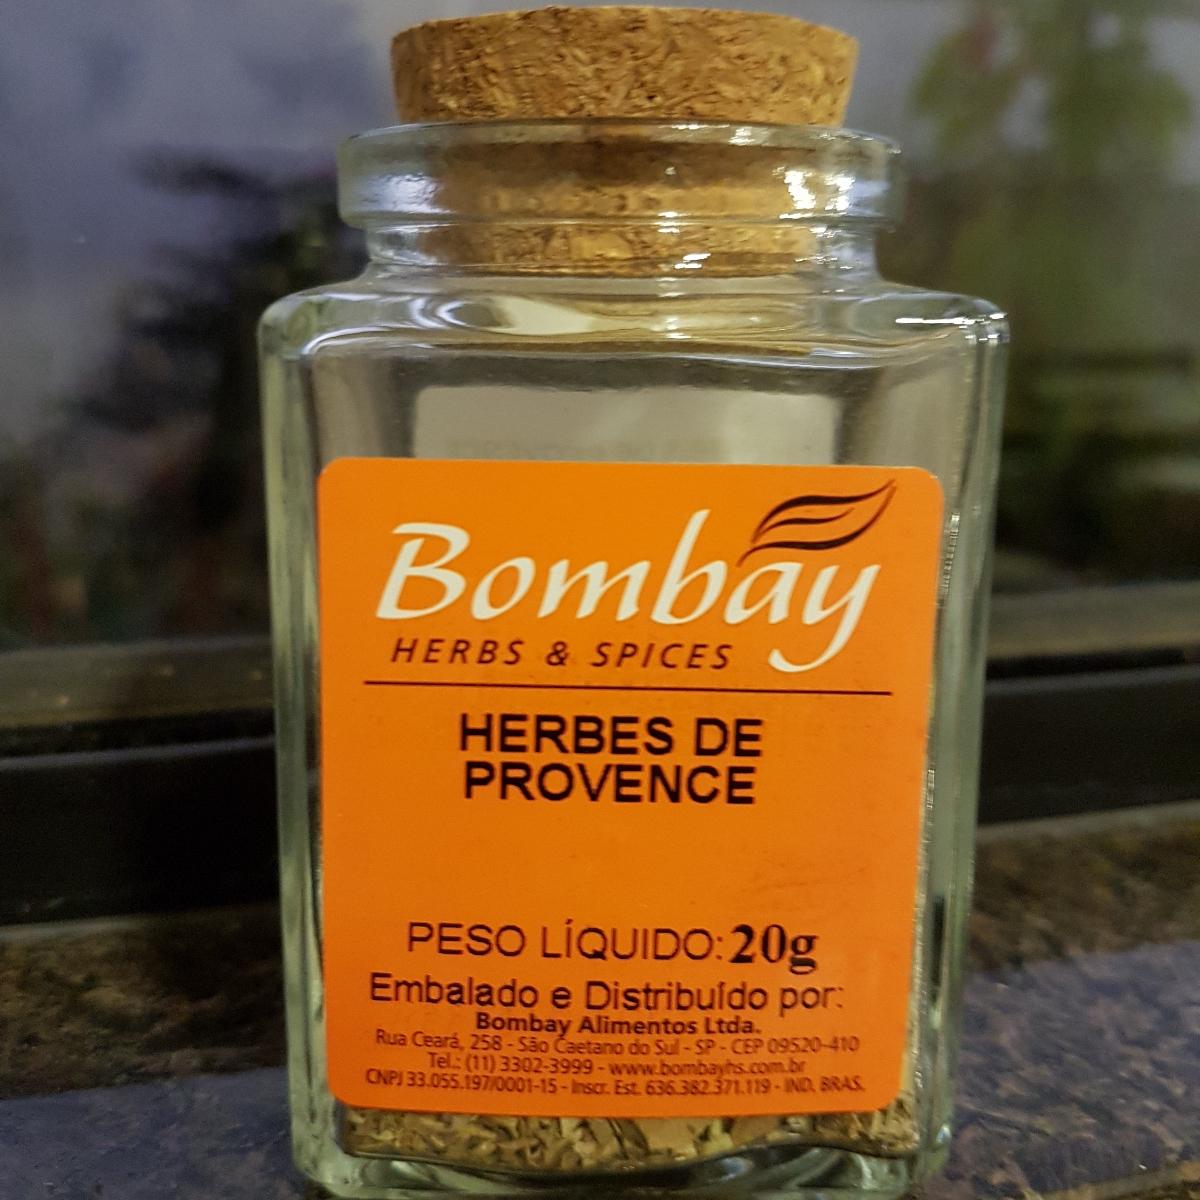 Bombay
HERBS & SPICES
HERBES DE
PROVENCE
PESO LÍQUIDO: 20g
Embalado e Distribuído por:
Bombay Alimentos Ltda.
Rua Ceará, 258 - São Caetano do Sul - SP - CEP 09520-410
Tel.: (11) 3302-3999 - www.bombayhs.com.br
CNPJ 33.055.197/0001-15 - Inscr. Est. 636.382.371.119 - IND. BRAS.